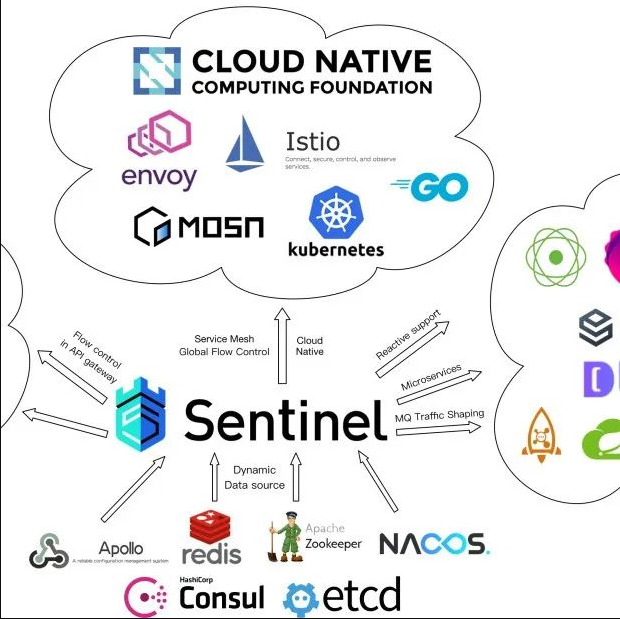 CLOUD NATIVE
COMPUTING FOUNDATION
envoy
Istio
Connect, secure, control, and observe
services.
GO
MOSN
kubernetes
Flow control
in API gateway
Service Mesh
Global Flow Control
Cloud
Native
Reactive support
Microservices
MQ Traffic Shaping
Sentinel
Dynamic
Data source
Apollo
A reliable configuration management system
redis
Apache
Zookeeper
NACOS.
HashiCorp
Consul
etcd